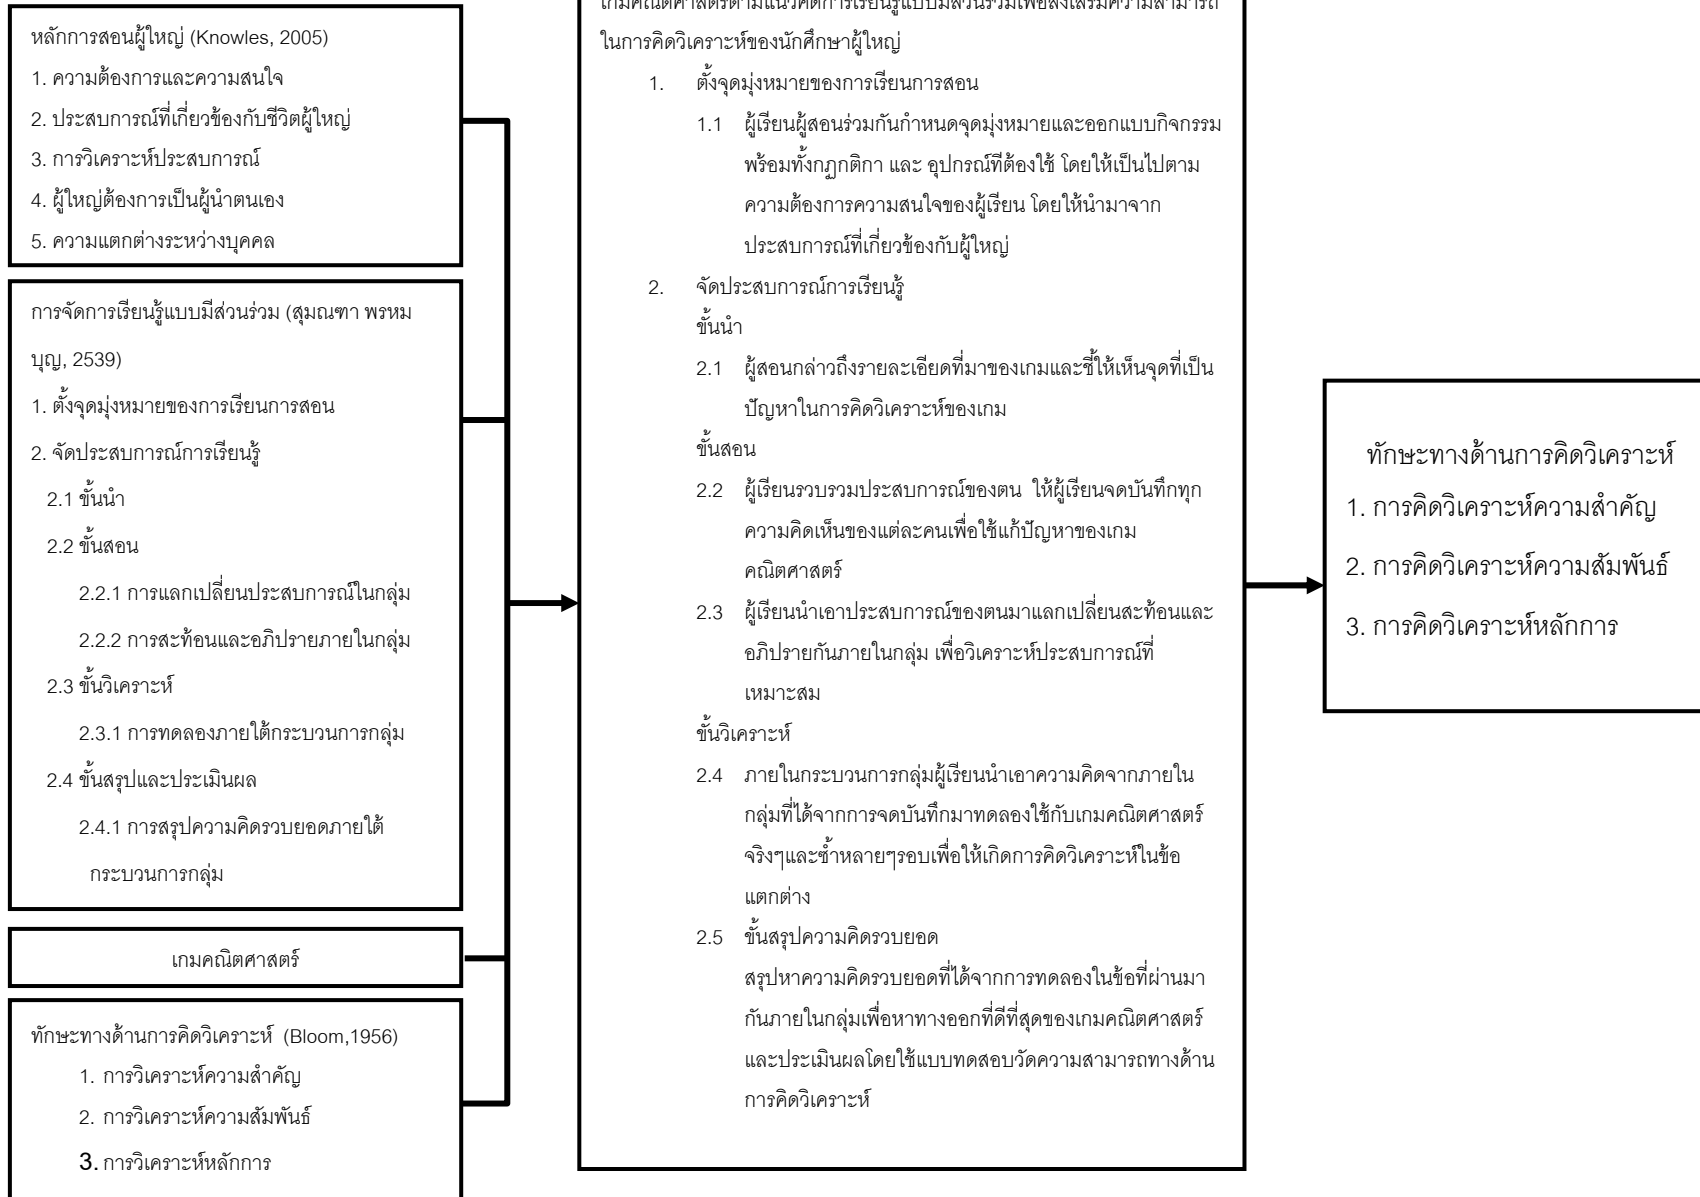 หลักการสอนผู้ใหญ่ (Knowles, 2005)
1. ความต้องการและความสนใจ
2. ประสบการณ์ที่เกี่ยวข้องกับชีวิตผู้ใหญ่
3. การวิเคราะห์ประสบการณ์
4. ผู้ใหญ่ต้องการเป็นผู้นำตนเอง
5. ความแตกต่างระหว่างบุคคล
การจัดการเรียนรู้แบบมีส่วนร่วม (สุมณฑา พรหม
บุญ, 2539)
1. ตั้งจุดมุ่งหมายของการเรียนการสอน
2. จัดประสบการณ์การเรียนรู้
2.1 ขั้นนำ
2.2 ขั้นสอน
2.2.1 การแลกเปลี่ยนประสบการณ์ในกลุ่ม
2.2.2 การสะท้อนและอภิปรายภายในกลุ่ม
2.3 ขั้นวิเคราะห์
2.3.1 การทดลองภายใต้กระบวนการกลุ่ม
2.4 ขั้นสรุปและประเมินผล
2.4.1 การสรุปความคิดรวบยอดภายใต้
กระบวนการกลุ่ม
เกมคณิตศาสตร์
ทักษะทางด้านการคิดวิเคราะห์ (Bloom,1956)
1. การวิเคราะห์ความสำคัญ
2. การวิเคราะห์ความสัมพันธ์
3. การวิเคราะห์หลักการ
เกมคณิตศาสตร์ตามแนวคิดการเรียนรู้แบบมีส่วนร่วมเพื่อส่งเสริมความสามารถ
ในการคิดวิเคราะห์ของนักศึกษาผู้ใหญ่
1. ตั้งจุดมุ่งหมายของการเรียนการสอน
1.1 ผู้เรียนผู้สอนร่วมกันกำหนดจุดมุ่งหมายและออกแบบกิจกรรม
พร้อมทั้งกฏกติกา และ อุปกรณ์ทีต้องใช้ โดยให้เป็นไปตาม
ความต้องการความสนใจของผู้เรียน โดยให้นำมาจาก
ประสบการณ์ที่เกี่ยวข้องกับผู้ใหญ่
2. จัดประสบการณ์การเรียนรู้
ขั้นนำ
2.1 ผู้สอนกล่าวถึงรายละเอียดที่มาของเกมและชี้ให้เห็นจุดที่เป็น
ปัญหาในการคิดวิเคราะห์ของเกม
ขั้นสอน
2.2 ผู้เรียนรวบรวมประสบการณ์ของตน ให้ผู้เรียนจดบันทึกทุก
ความคิดเห็นของแต่ละคนเพื่อใช้แก้ปัญหาของเกม
คณิตศาสตร์
2.3 ผู้เรียนนำเอาประสบการณ์ของตนมาแลกเปลี่ยนสะท้อนและ
อภิปรายกันภายในกลุ่ม เพื่อวิเคราะห์ประสบการณ์ที่
เหมาะสม
ขั้นวิเคราะห์
2.4 ภายในกระบวนการกลุ่มผู้เรียนนำเอาความคิดจากภายใน
กลุ่มที่ได้จากการจดบันทึกมาทดลองใช้กับเกมคณิตศาสตร์
จริงๆและซ้ำหลายๆรอบเพื่อให้เกิดการคิดวิเคราะห์ในข้อ
แตกต่าง
2.5 ขั้นสรุปความคิดรวบยอด
สรุปหาความคิดรวบยอดที่ได้จากการทดลองในข้อที่ผ่านมา
กันภายในกลุ่มเพื่อหาทางออกที่ดีที่สุดของเกมคณิตศาสตร์
และประเมินผลโดยใช้แบบทดสอบวัดความสามารถทางด้าน
การคิดวิเคราะห์
ทักษะทางด้านการคิดวิเคราะห์
1. การคิดวิเคราะห์ความสำคัญ
2. การคิดวิเคราะห์ความสัมพันธ์
3. การคิดวิเคราะห์หลักการ